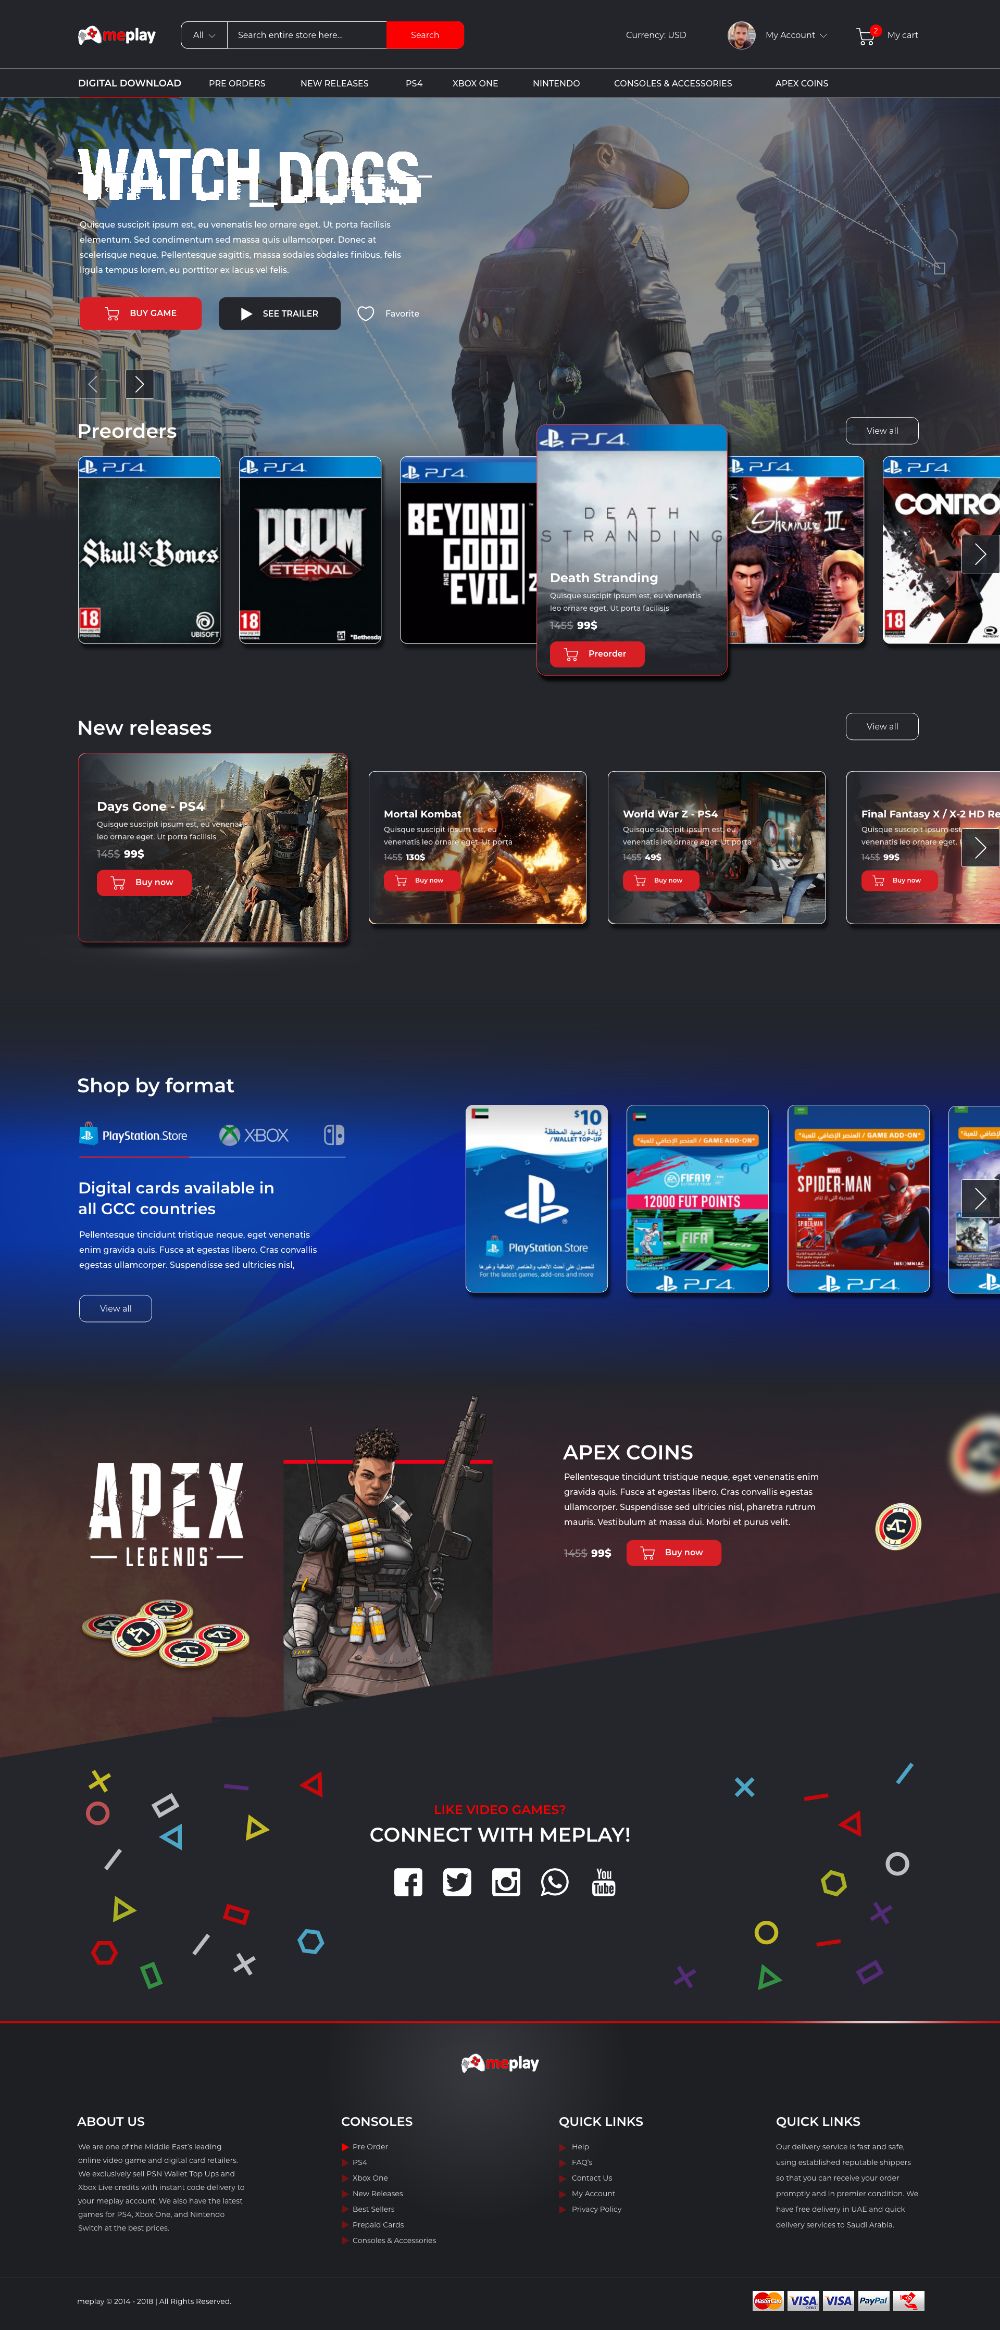 meplay
All
Search entire store here...
Search
Currency: USD
My Account
2
My cart
DIGITAL DOWNLOAD
PRE ORDERS
NEW RELEASES
PS4
XBOX ONE
NINTENDO
CONSOLES & ACCESSORIES
APEX COINS
WATCH_DOGS
Quisque suscipit ipsum est, eu venenatis leo ornare eget. Ut porta facilisis
elementum. Sed condimentum sed massa quis ullamcorper. Donec at
scelerisque neque. Pellentesque sagittis, massa sodales sodales finibus, felis
ligula tempus lorem, eu porttitor ex lacus vel felis.
BUY GAME
SEE TRAILER
Favorite
Preorders
View all
PS4
Skull & Bones
18
UBISOFT
PS4
DOOM
ETERNAL
18
Bethesda
PS4
BEYOND
GOOD
AND
EVIL 2
PS4
DEATH
STRANDING
Death Stranding
Quisque suscipit ipsum est, eu venenatis
leo ornare eget. Ut porta facilisis
145$ 99$
Preorder
PS4
Shenmue III
PS4
CONTRO
18
New releases
View all
Days Gone - PS4
Quisque suscipit ipsum est, eu venenatis
leo ornare eget. Ut porta facilisis
145$ 99$
Buy now
Mortal Kombat
Quisque suscipit ipsum est, eu
venenatis leo ornare eget. Ut porta
145$ 130$
Buy now
World War Z - PS4
Quisque suscipit ipsum est, eu
venenatis leo ornare eget. Ut porta
145$ 49$
Buy now
Final Fantasy X / X-2 HD Re
Quisque suscipit ipsum est,
venenatis leo ornare eget.
145$ 99$
Buy now
Shop by format
PlayStation Store
XBOX
Digital cards available in
all GCC countries
Pellentesque tincidunt tristique neque, eget venenatis
enim gravida quis. Fusce at egestas libero. Cras convallis
egestas ullamcorper. Suspendisse sed ultricies nisl,
View all
$10
زيادة رصيد المحفظة
/ WALLET TOP-UP
PlayStation Store
للحصول على أحدث الألعاب والعناصر الإضافية وغيرها
For the latest games, add-ons and more
"العنصر الإضافي للعبة / GAME ADD-ON"
FIFA19
ULTIMATE TEAM
12000 FUT POINTS
FIFA
PS4
"العنصر الإضافي للعبة / GAME ADD-ON"
MARVEL
SPIDER-MAN
INSOMNIAC
PS4
APEX
LEGENDS
APEX COINS
Pellentesque tincidunt tristique neque, eget venenatis enim
gravida quis. Fusce at egestas libero. Cras convallis egestas
ullamcorper. Suspendisse sed ultricies nisl, pharetra rutrum
mauris. Vestibulum at massa dui. Morbi et purus velit.
145$ 99$
Buy now
LIKE VIDEO GAMES?
CONNECT WITH MEPLAY!
You
Tube
meplay
ABOUT US
We are one of the Middle East's leading
online video game and digital card retailers.
We exclusively sell PSN Wallet Top Ups and
Xbox Live credits with instant code delivery to
your meplay account. We also have the latest
games for PS4, Xbox One, and Nintendo
Switch at the best prices.
CONSOLES
Pre Order
PS4
Xbox One
New Releases
Best Sellers
Prepaid Cards
Consoles & Accessories
QUICK LINKS
Help
FAQ's
Contact Us
My Account
Privacy Policy
QUICK LINKS
Our delivery service is fast and safe,
using established reputable shippers
so that you can receive your order
promptly and in premier condition. We
have free delivery in UAE and quick
delivery services to Saudi Arabia.
meplay © 2014 - 2018 | All Rights Reserved.
MasterCard
VISA
VISA
PayPal